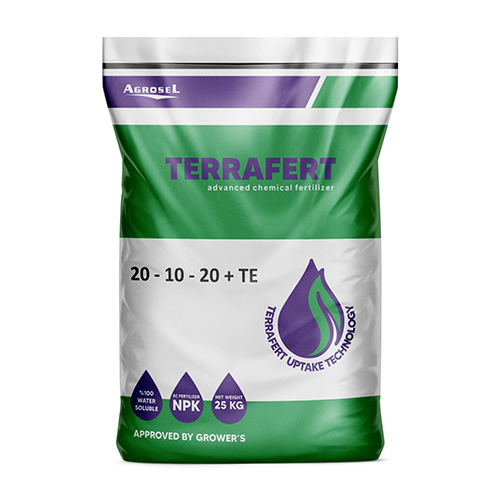 AGROSEL
TERRAFERT
advanced chemical fertilizer
20 - 10 - 20 + TE
TERRAFERT UPTAKE TECHNOLOGY
%100
WATER
SOLUBLE
EC FERTILIZER
NPK
NET WEIGHT
25 KG
APPROVED BY GROWER'S